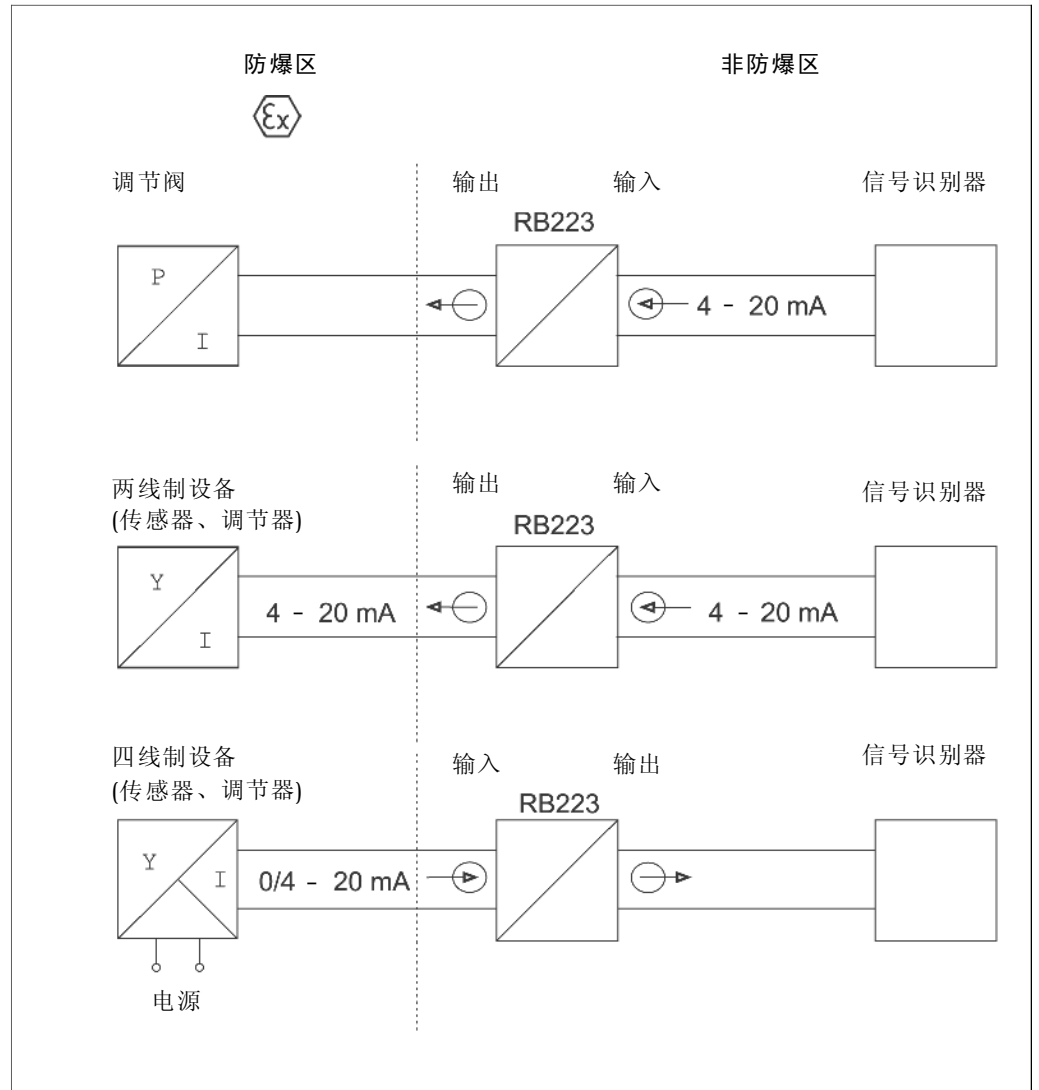 防爆区 非防爆区
Ex
调节阀 输出 输入 信号识别器
RB223
P
I
4 - 20 mA
两线制设备 输出 输入 信号识别器
(传感器、调节器)
RB223
Y
I
4 - 20 mA 4 - 20 mA
四线制设备 输入 输出 信号识别器
(传感器、调节器)
RB223
Y I
0/4 - 20 mA
电源